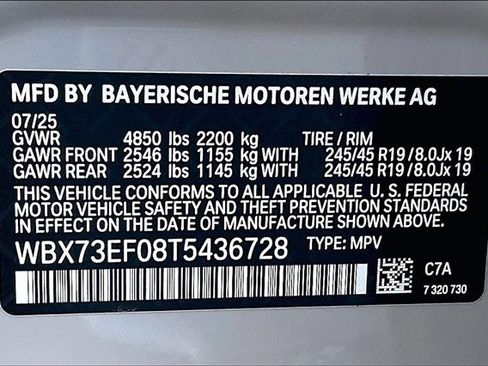 MFD BY BAYERISCHE MOTOREN WERKE AG
07/25
GVWR 4850 lbs 2200 kg TIRE / RIM
GAWR FRONT 2546 lbs 1155 kg WITH 245/45 R19 / 8.0Jx 19
GAWR REAR 2524 lbs 1145 kg WITH 245/45 R19 / 8.0Jx 19
THIS VEHICLE CONFORMS TO ALL APPLICABLE U. S. FEDERAL
MOTOR VEHICLE SAFETY AND THEFT PREVENTION STANDARDS
IN EFFECT ON THE DATE OF MANUFACTURE SHOWN ABOVE.
WBX73EF08T5436728 TYPE: MPV
C7A
7 320 730